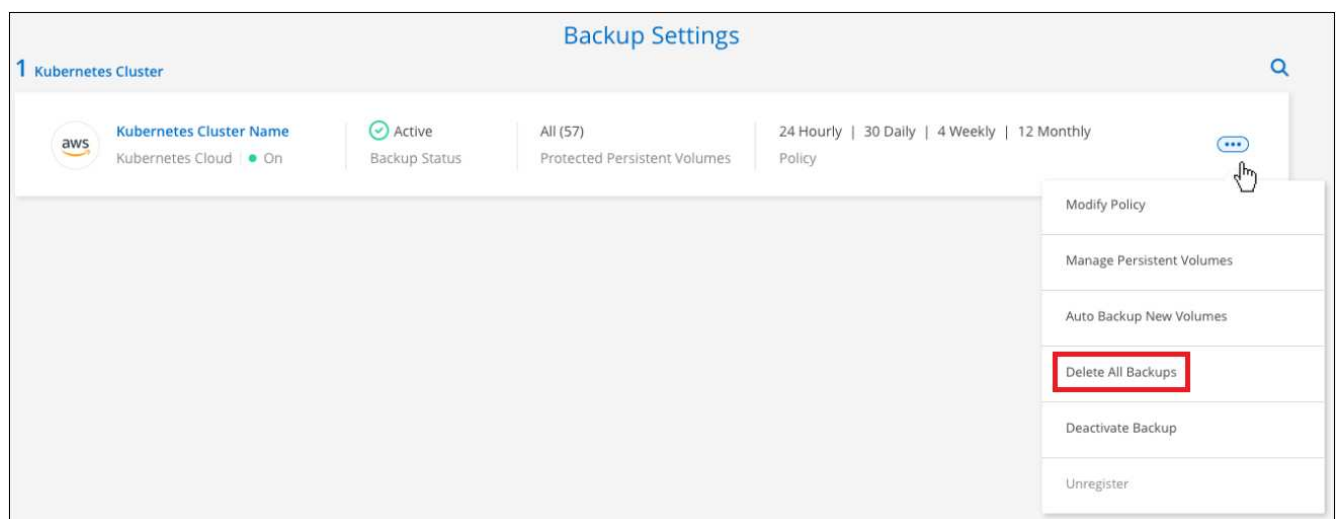 Backup Settings
1 Kubernetes Cluster
aws
Kubernetes Cluster Name
Kubernetes Cloud | On
Active
Backup Status
All (57)
Protected Persistent Volumes
24 Hourly | 30 Daily | 4 Weekly | 12 Monthly
Policy
Modify Policy
Manage Persistent Volumes
Auto Backup New Volumes
Delete All Backups
Deactivate Backup
Unregister